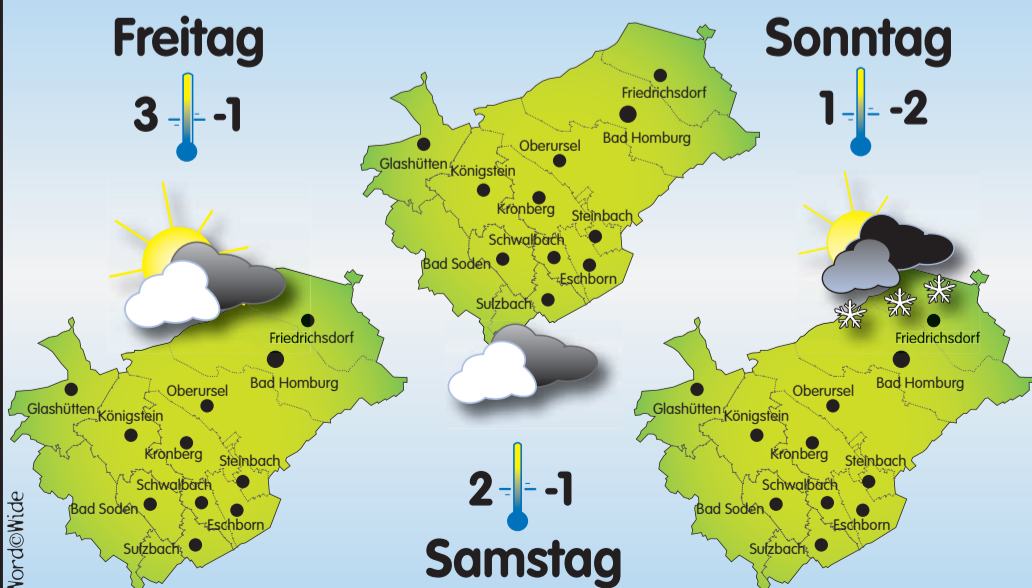 Freitag
3 -1
Friedrichsdorf
Bad Homburg
Oberursel
Glashütten
Königstein
Kronberg
Steinbach
Schwalbach
Bad Soden
Eschborn
Sulzbach
Friedrichsdorf
Bad Homburg
Oberursel
Glashütten
Königstein
Kronberg
Steinbach
Schwalbach
Bad Soden
Eschborn
Sulzbach
2 -1
Samstag
Sonntag
1 -2
Friedrichsdorf
Bad Homburg
Oberursel
Glashütten
Königstein
Kronberg
Steinbach
Schwalbach
Bad Soden
Eschborn
Sulzbach
Word©Wide